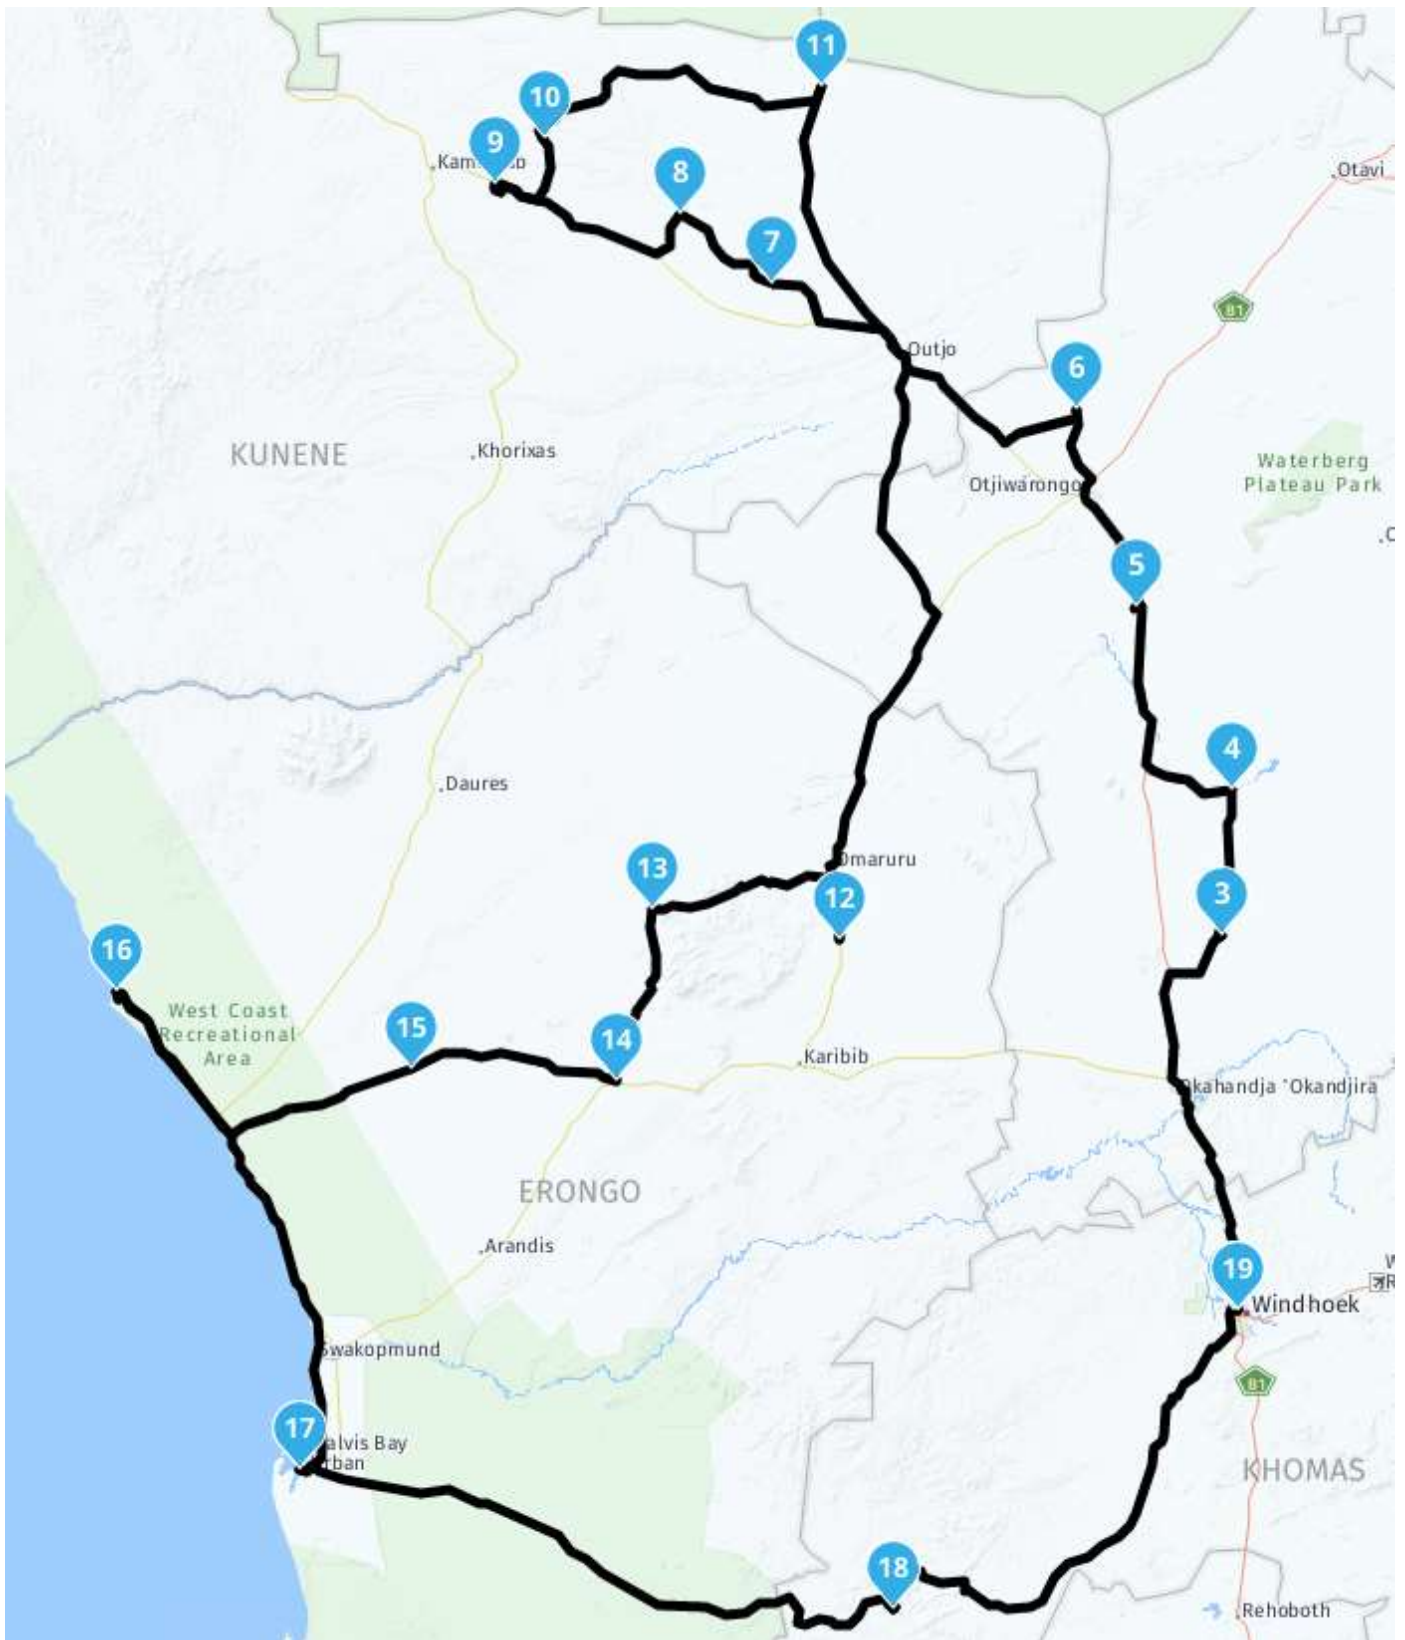 11
10
9
Kam
8
Otavi
7
B1
Outjo
6
KUNENE
Khorixas
Waterberg
Plateau Park
Otjiwarongo
5
4
Daures
Omaruru
13
12
3
16
West Coast
Recreational
Area
15
14
Karibib
Okahandja 'Okandjira
ERONGO
Arandis
19
Windhoek
Swakopmund
B1
17
alvis Bay
rban
KHOMAS
18
Rehoboth